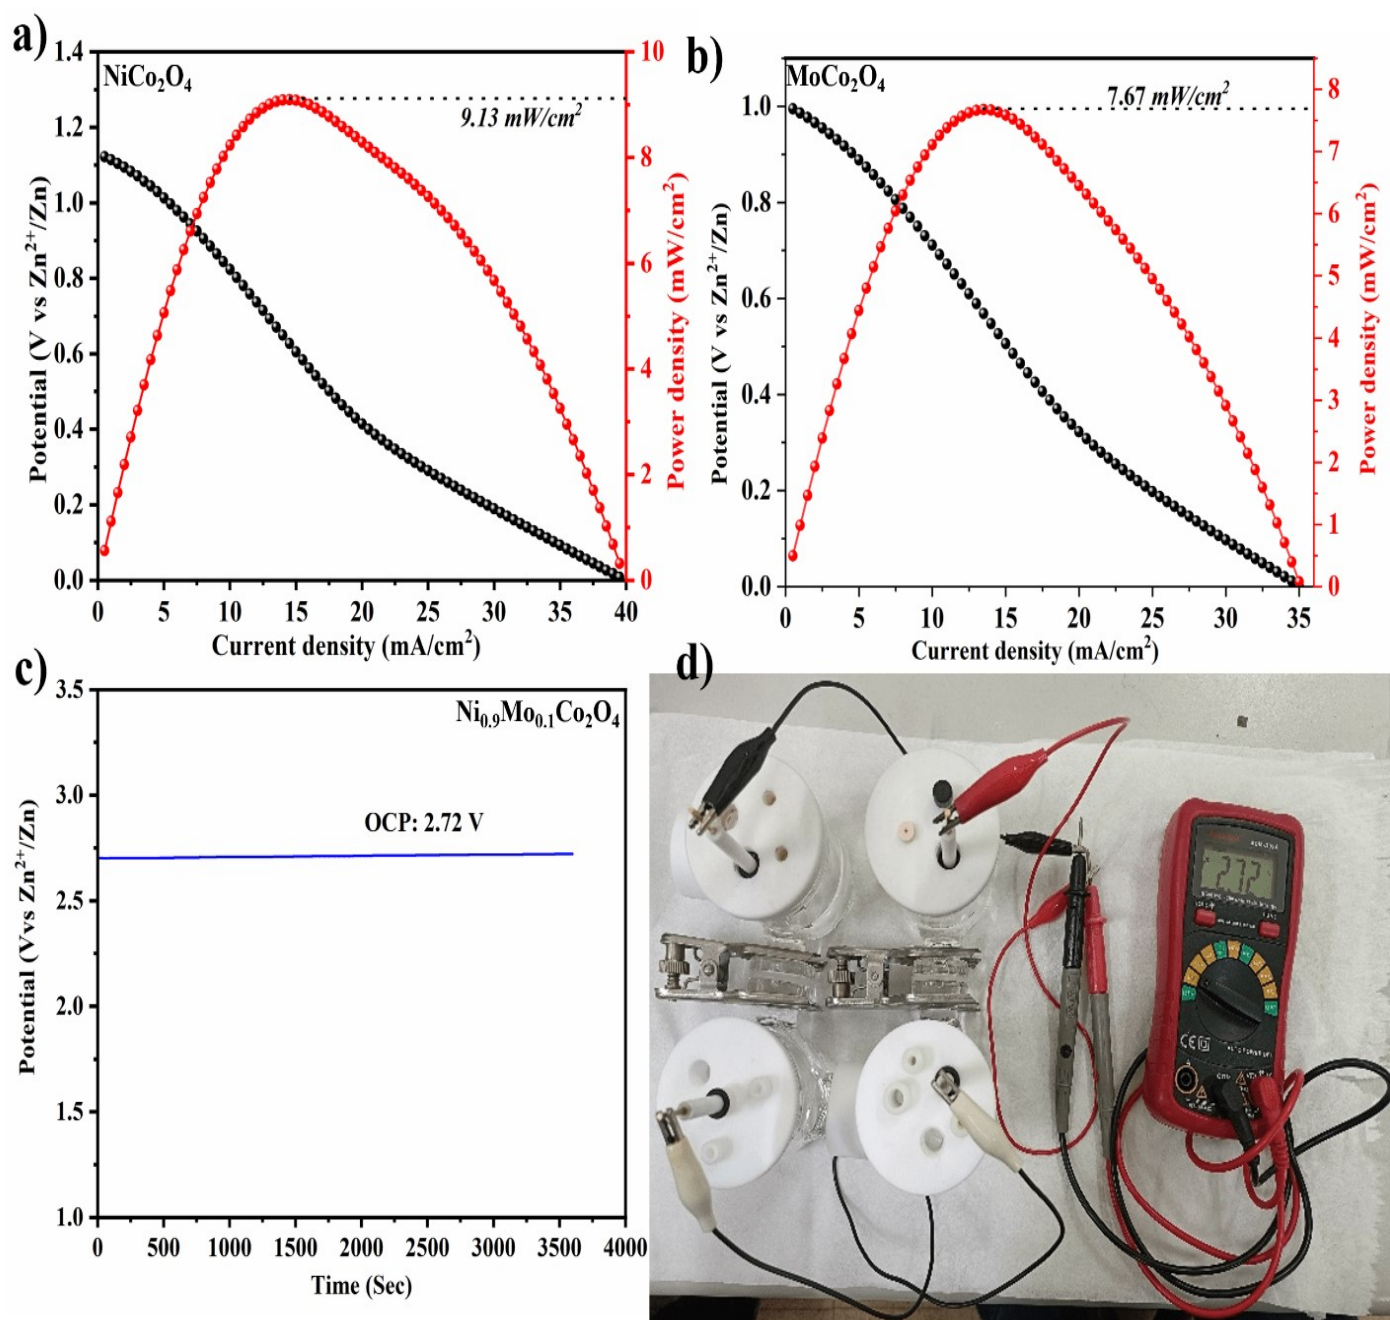 a)
NiCo2O4
9.13 mW/cm2
1.4
1.2
1.0
0.8
0.6
0.4
0.2
0.0
Potential (V vs Zn2+/Zn)
10
8
6
4
2
0
Power density (mW/cm2)
0 5 10 15 20 25 30 35 40
Current density (mA/cm2)
b)
MoCo2O4
7.67 mW/cm2
1.0
0.8
0.6
0.4
0.2
0.0
Potential (V vs Zn2+/Zn)
8
7
6
5
4
3
2
1
0
Power density (mW/cm2)
0 5 10 15 20 25 30 35
Current density (mA/cm2)
c)
Ni0.9Mo0.1Co2O4
OCP: 2.72 V
3.5
3.0
2.5
2.0
1.5
1.0
Potential (Vvs Zn2+/Zn)
0 500 1000 1500 2000 2500 3000 3500 4000
Time (Sec)
d)
2.72
CE
AUTO POWER OFF